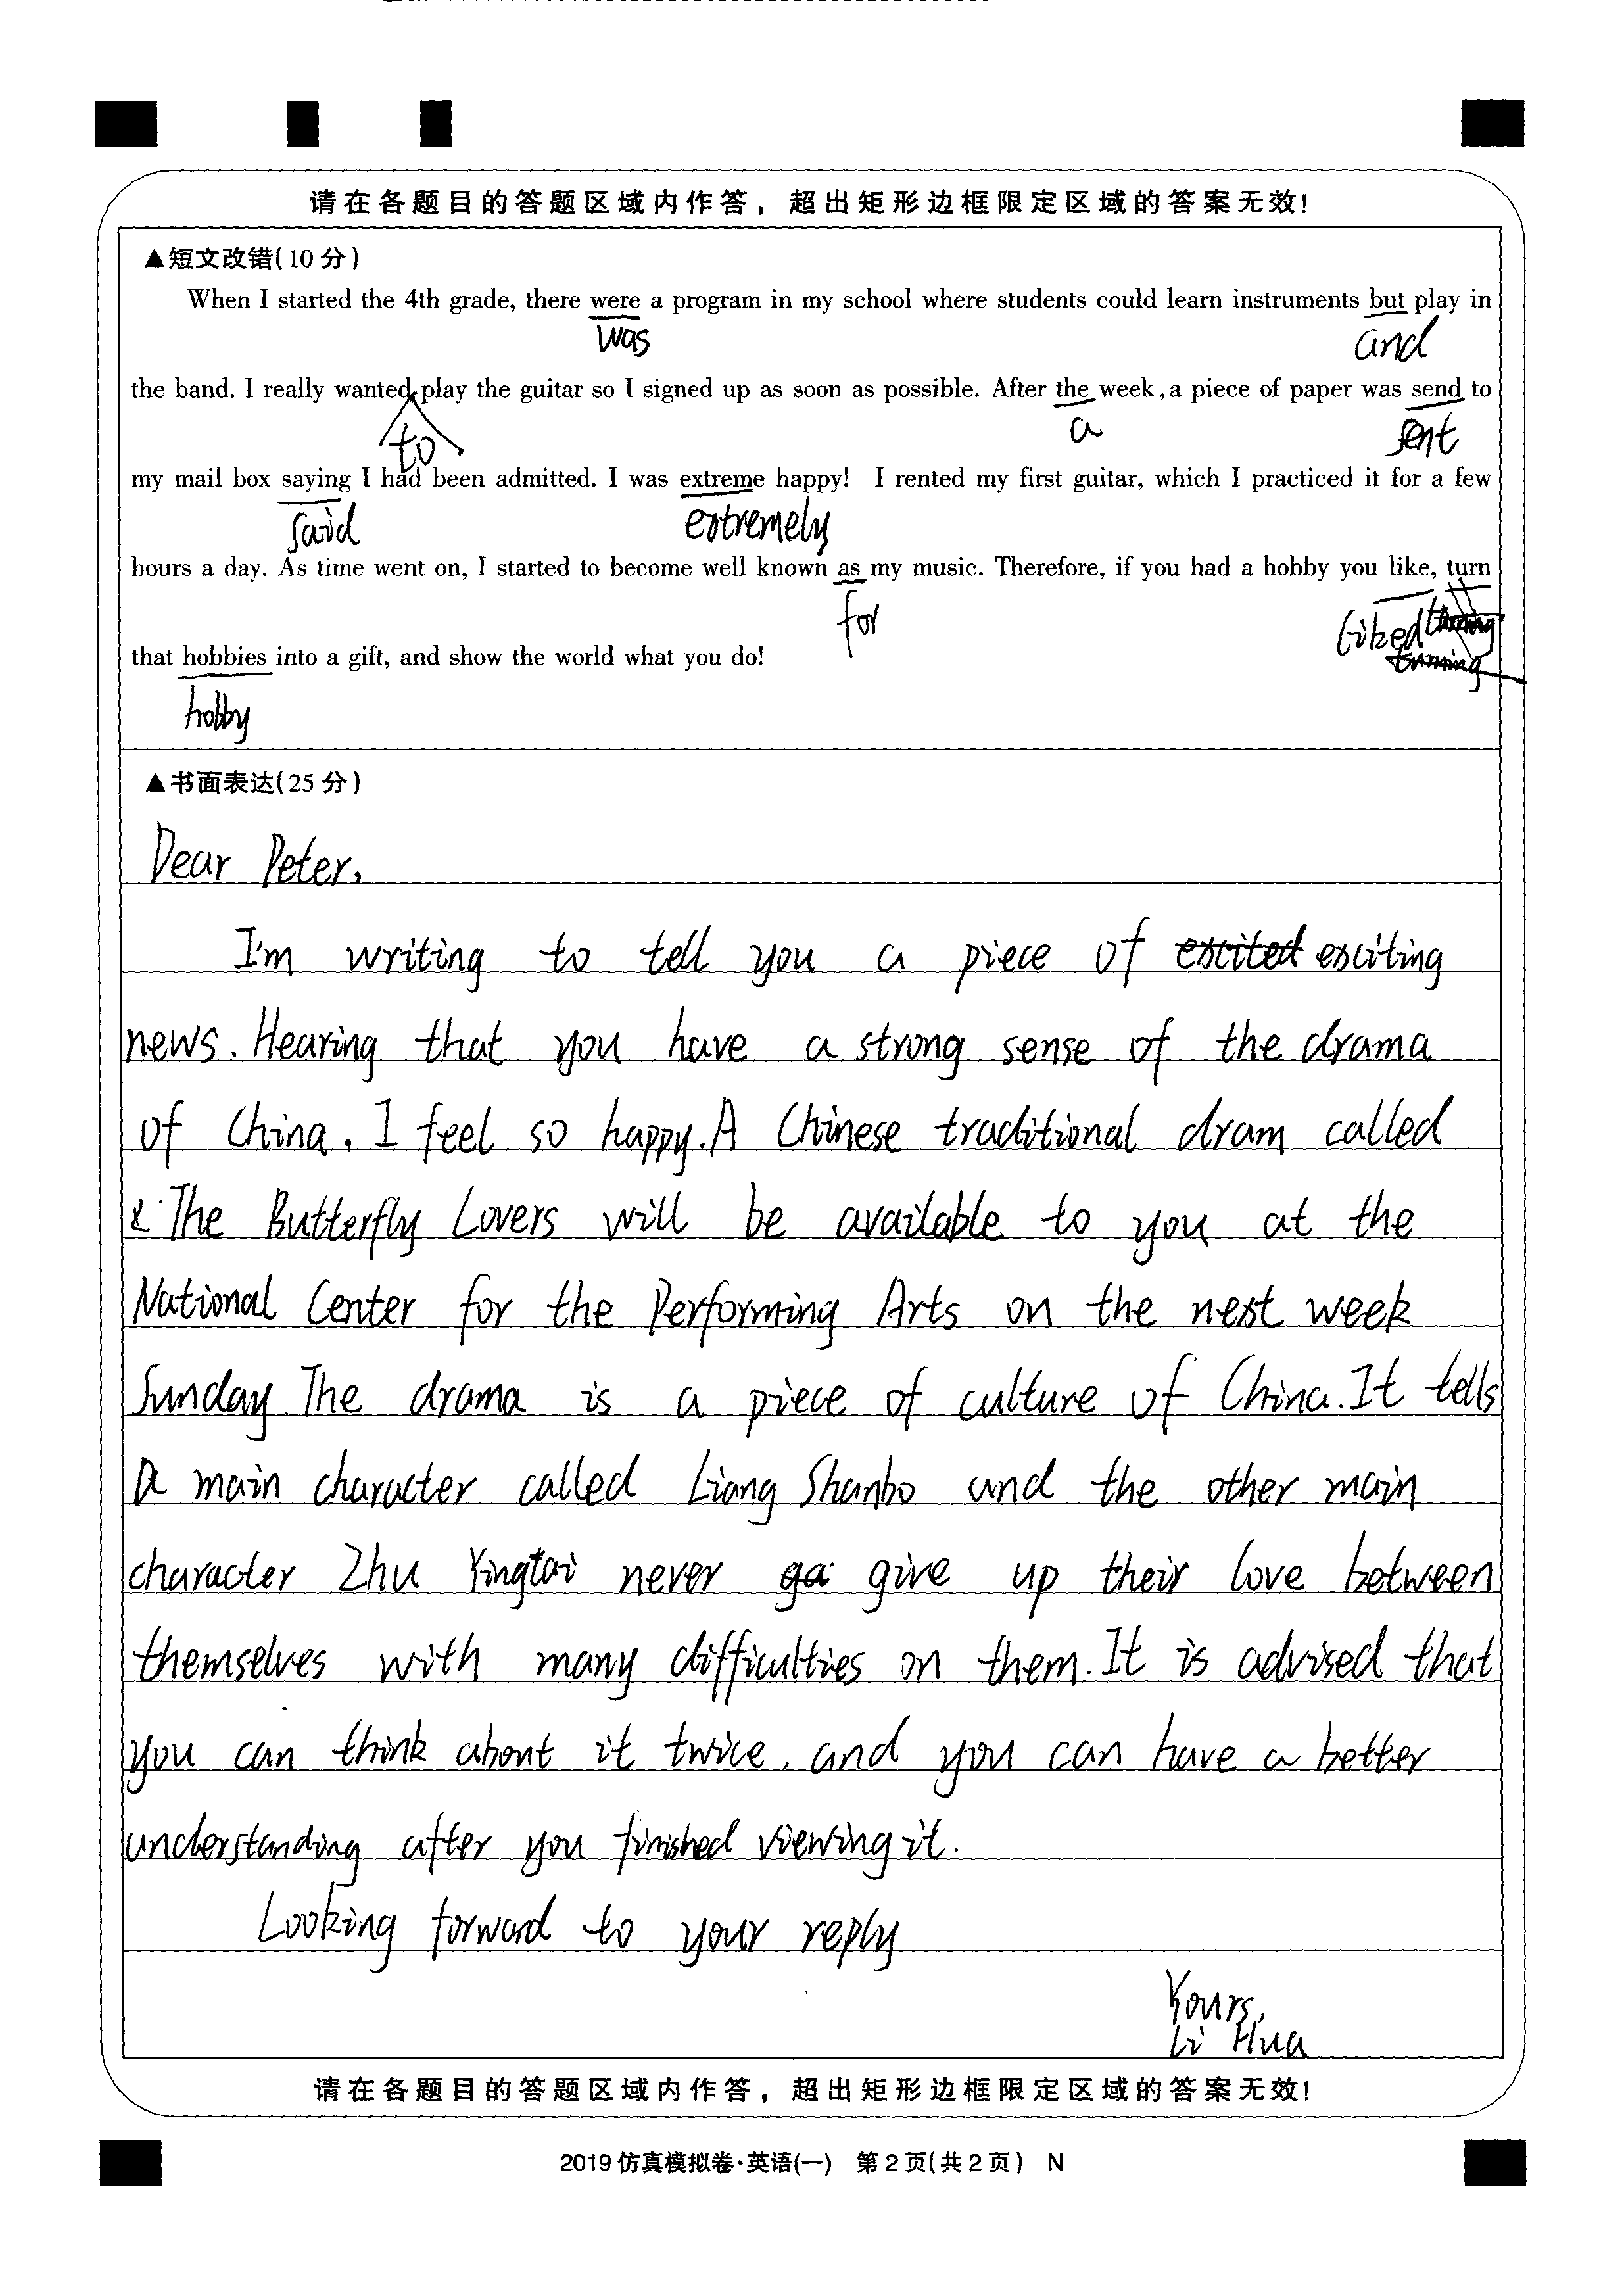 请在各题目的答题区域内作答，超出矩形边框限定区域的答案无效!
▲短文改错(10分)
When I started the 4th grade, there were a program in my school where students could learn instruments but play in
was and
the band. I really wanted play the guitar so I signed up as soon as possible. After the week, a piece of paper was send to
to a sent
my mail box saying I had been admitted. I was extreme happy! I rented my first guitar, which I practiced it for a few
said extremely
hours a day. As time went on, I started to become well known as my music. Therefore, if you had a hobby you like, turn
for liked turning
turning
that hobbies into a gift, and show the world what you do!
hobby
▲书面表达(25分)
Dear Peter,
I'm writing to tell you a piece of excited exciting
news. Hearing that you have a strong sense of the drama
of China, I feel so happy. A Chinese traditional dram called
The Butterfly Lovers will be available to you at the
National Center for the Performing Arts on the next week
Sunday. The drama is a piece of culture of China. It tells
a main character called Liang Shanbo and the other main
character Zhu Yingtai never ga give up their love between
themselves with many difficulties on them. It is advised that
you can think about it twice, and you can have a better
understanding after you finished viewing it.
Looking forward to your reply
Yours,
Li Hua
请在各题目的答题区域内作答，超出矩形边框限定区域的答案无效!
2019仿真模拟卷·英语(一) 第2页(共2页) N